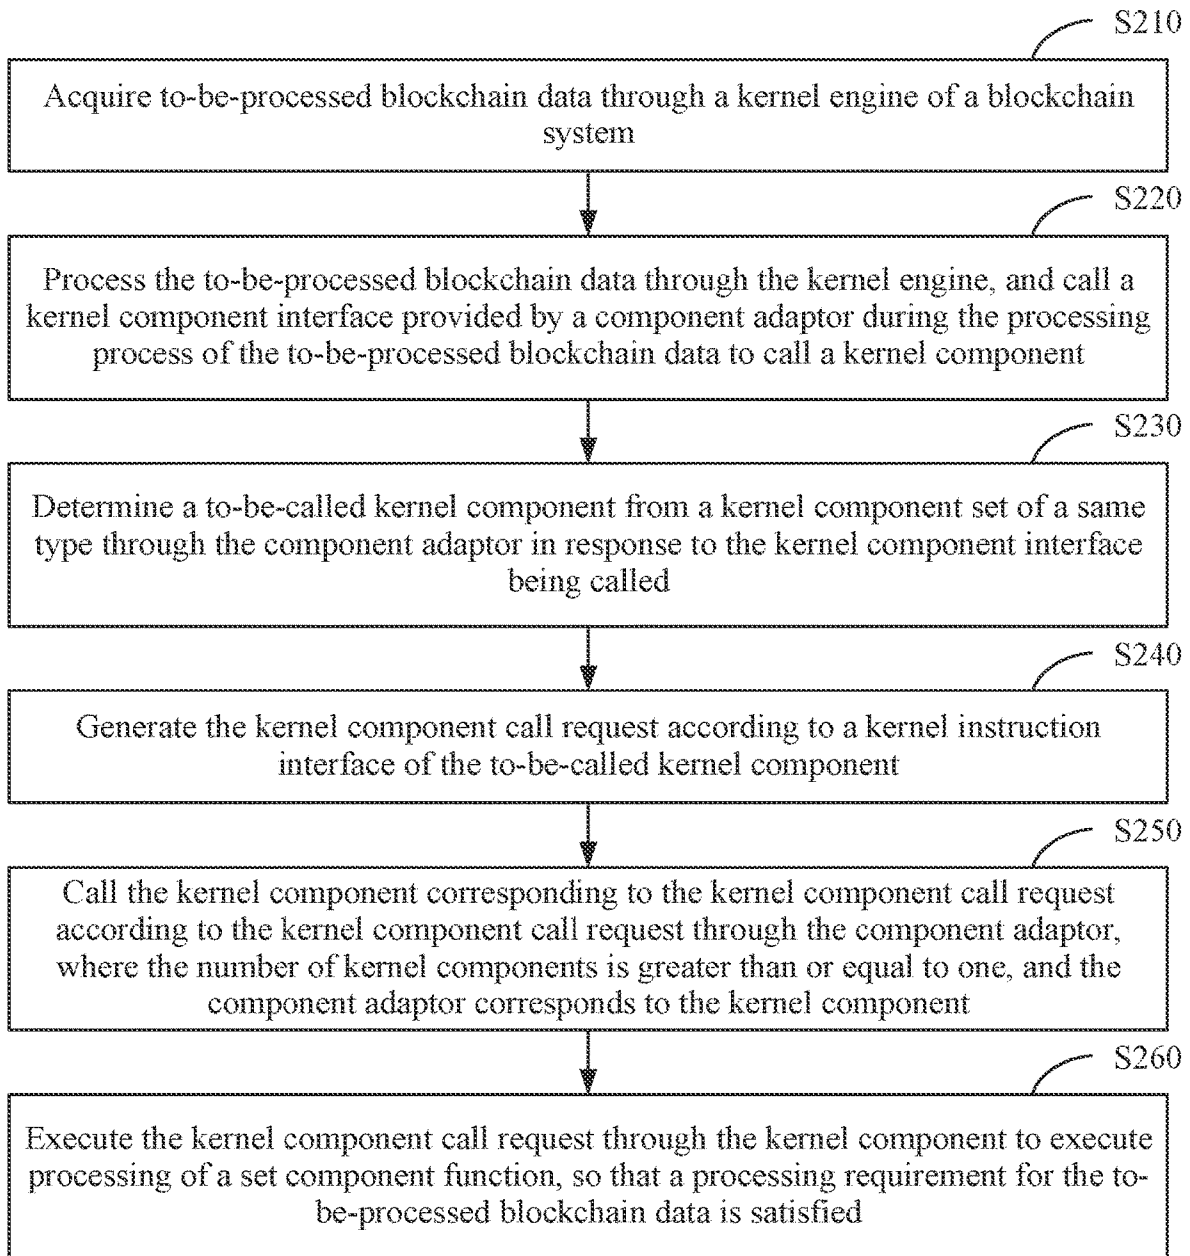 S210
Acquire to-be-processed blockchain data through a kernel engine of a blockchain
system
S220
Process the to-be-processed blockchain data through the kernel engine, and call a
kernel component interface provided by a component adaptor during the processing
process of the to-be-processed blockchain data to call a kernel component
S230
Determine a to-be-called kernel component from a kernel component set of a same
type through the component adaptor in response to the kernel component interface
being called
S240
Generate the kernel component call request according to a kernel instruction
interface of the to-be-called kernel component
S250
Call the kernel component corresponding to the kernel component call request
according to the kernel component call request through the component adaptor,
where the number of kernel components is greater than or equal to one, and the
component adaptor corresponds to the kernel component
S260
Execute the kernel component call request through the kernel component to execute
processing of a set component function, so that a processing requirement for the to-
be-processed blockchain data is satisfied